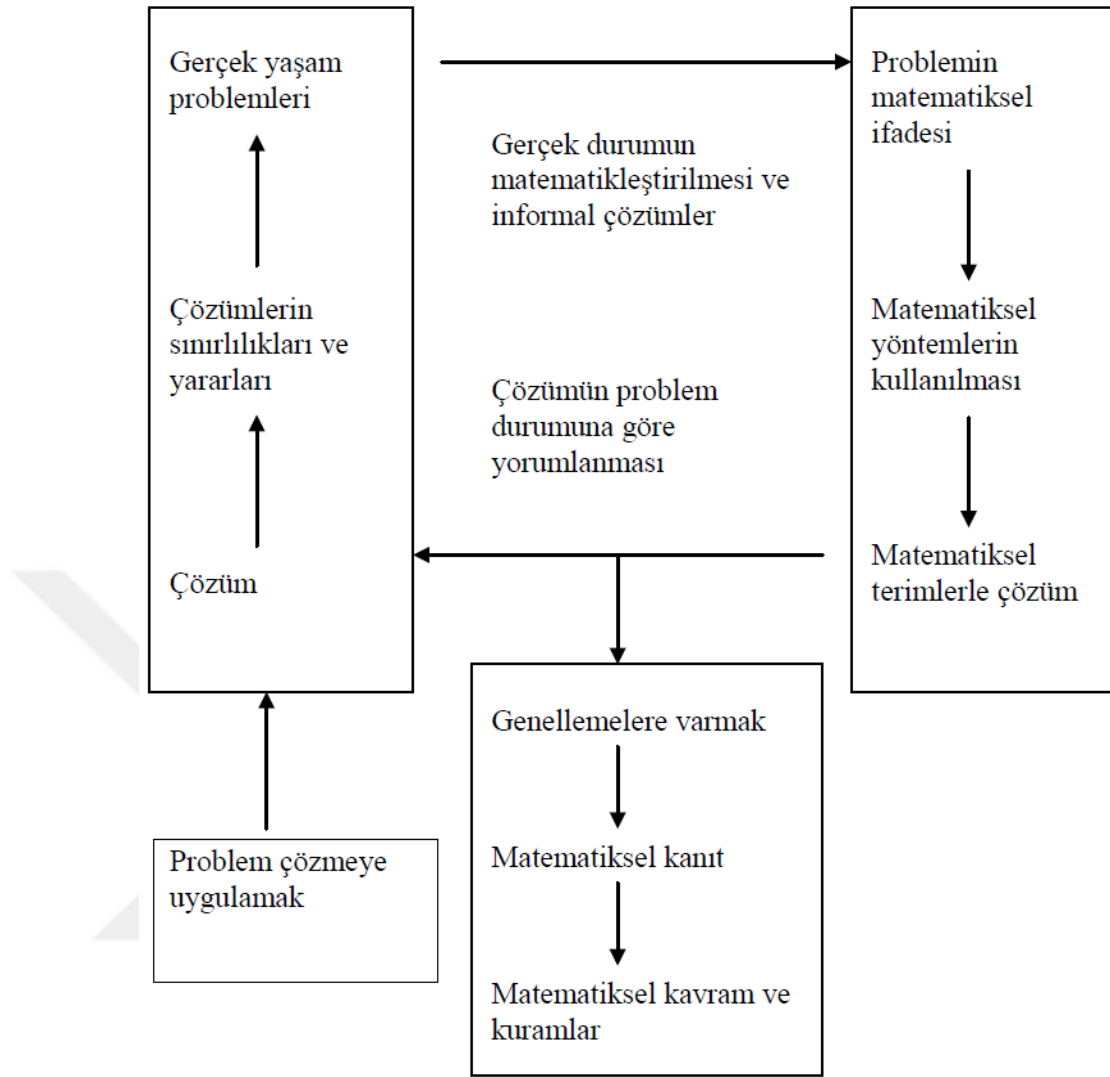 Gerçek yaşam
problemleri
Gerçek durumun
matematikleştirilmesi ve
informal çözümler
Problemin
matematiksel
ifadesi
Çözümlerin
sınırlılıkları ve
yararları
Çözümün problem
durumuna göre
yorumlanması
Matematiksel
yöntemlerin
kullanılması
Çözüm
Matematiksel
terimlerle çözüm
Genellemelere varmak
Matematiksel kanıt
Matematiksel kavram ve
kuramlar
Problem çözmeye
uygulamak